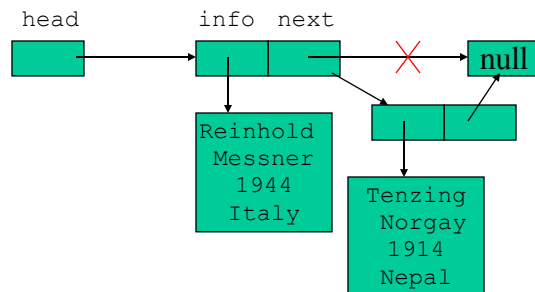 head info next
null
Reinhold
Messner
1944
Italy
Tenzing
Norgay
1914
Nepal